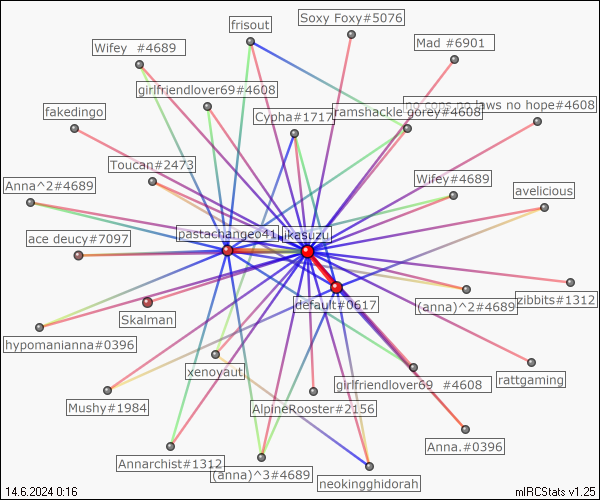 Soxy Foxy#5076
frisout
Wifey  #4689
Mad #6901
girlfriendlover69#4608
no cops no laws no hope#4608
fakedingo
Cypha#1717
ramshackle gorey#4608
Toucan#2473
Anna^2#4689
Wifey#4689
avelicious
ace deucy#7097
pastachangeo41
ikasuzu
default#0617
zibbits#1312
(anna)^2#4689
Skalman
hypomanianna#0396
xenoyaut
girlfriendlover69  #4608
rattgaming
Mushy#1984
AlpineRooster#2156
Anna.#0396
Annarchist#1312
(anna)^3#4689
neokingghidorah
14.6.2024 0:16
mIRCStats v1.25